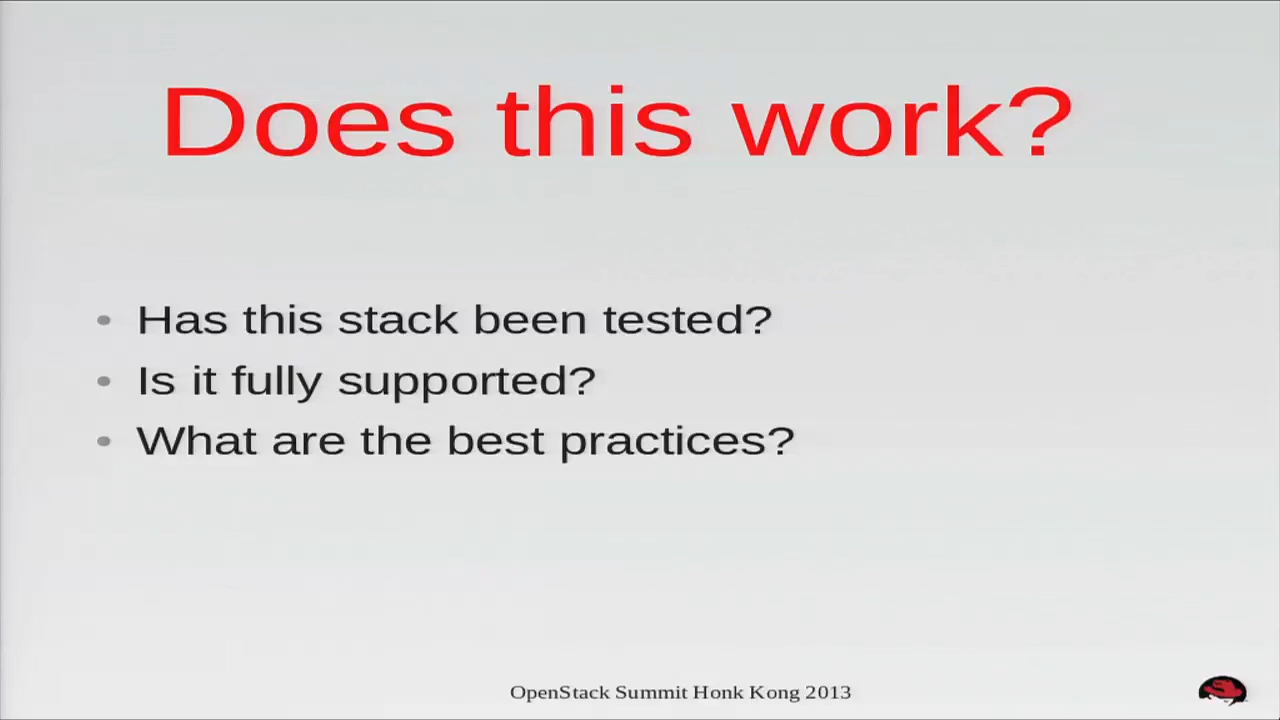 Does this work?
• Has this stack been tested?
• Is it fully supported?
• What are the best practices?
OpenStack Summit Honk Kong 2013